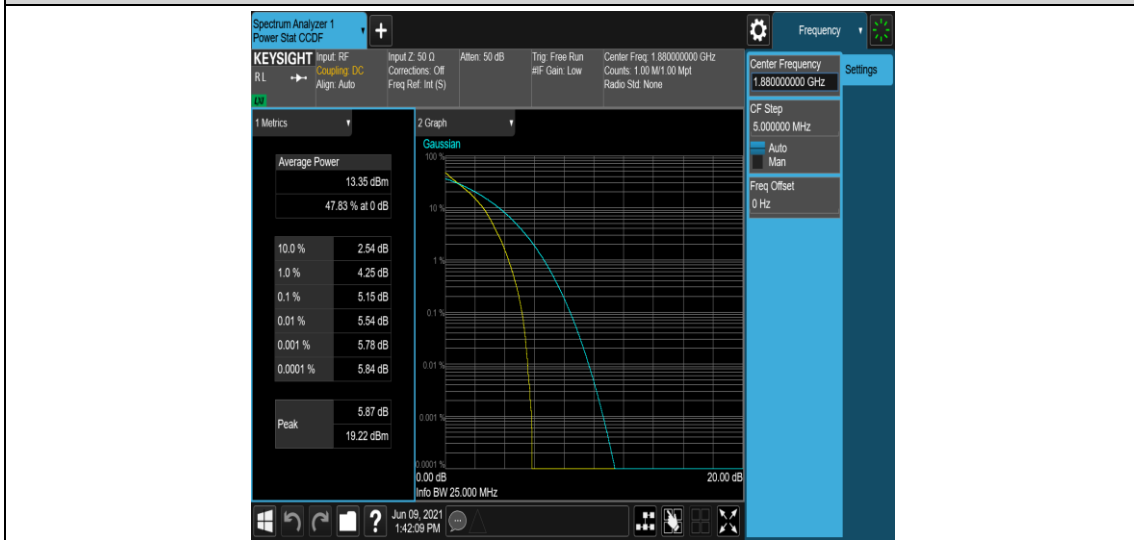 Spectrum Analyzer 1
Power Stat CCDF
Frequency
KEYSIGHT
RL
Input: RF
Coupling: DC
Align: Auto
Input Z: 50 Ω
Corrections: Off
Freq Ref: Int (S)
Atten: 50 dB
Trig: Free Run
#IF Gain: Low
Center Freq: 1.880000000 GHz
Counts: 1.00 M/1.00 Mpt
Radio Std: None
Center Frequency
1.880000000 GHz
Settings
CF Step
5.000000 MHz
Auto
Man
Freq Offset
0 Hz
1 Metrics
Average Power
13.35 dBm
47.83 % at 0 dB
10.0 % 2.54 dB
1.0 % 4.25 dB
0.1 % 5.15 dB
0.01 % 5.54 dB
0.001 % 5.78 dB
0.0001 % 5.84 dB
Peak
5.87 dB
19.22 dBm
2 Graph
Gaussian
100 %
10 %
1 %
0.1 %
0.01 %
0.001 %
0.0001 %
0.00 dB 20.00 dB
Info BW 25.000 MHz
?
Jun 09, 2021
1:42:09 PM